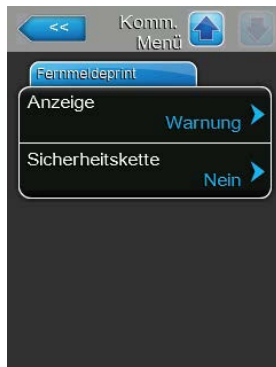 <<
Komm.
Menü
Fernmeldeprint
Anzeige
Warnung
Sicherheitskette
Nein